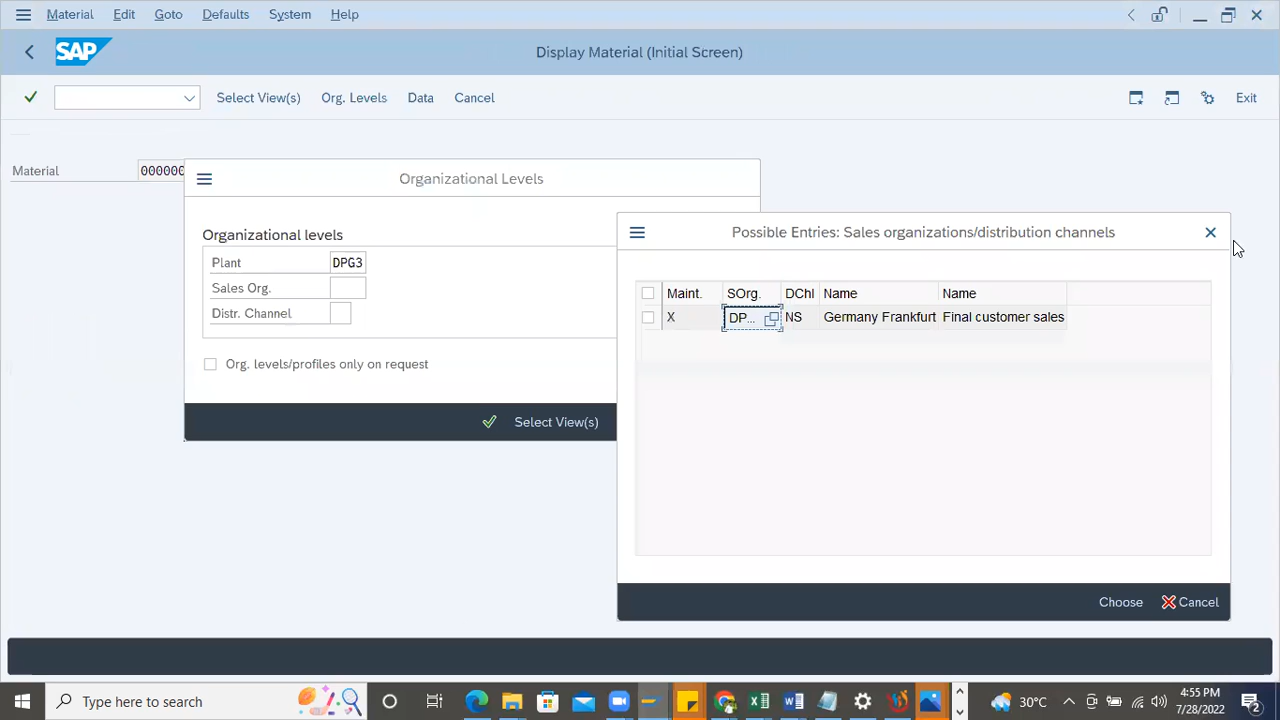 Material Edit Goto Defaults System Help
SAP Display Material (Initial Screen)
Select View(s) Org. Levels Data Cancel Exit
Material 000000
Organizational Levels
Organizational levels
Plant DPG3
Sales Org.
Distr. Channel
Org. levels/profiles only on request
Select View(s)
Possible Entries: Sales organizations/distribution channels
Maint. SOrg. DChl Name Name
X DP... NS Germany Frankfurt Final customer sales
Choose Cancel
Type here to search
30°C
4:55 PM
7/28/2022
2